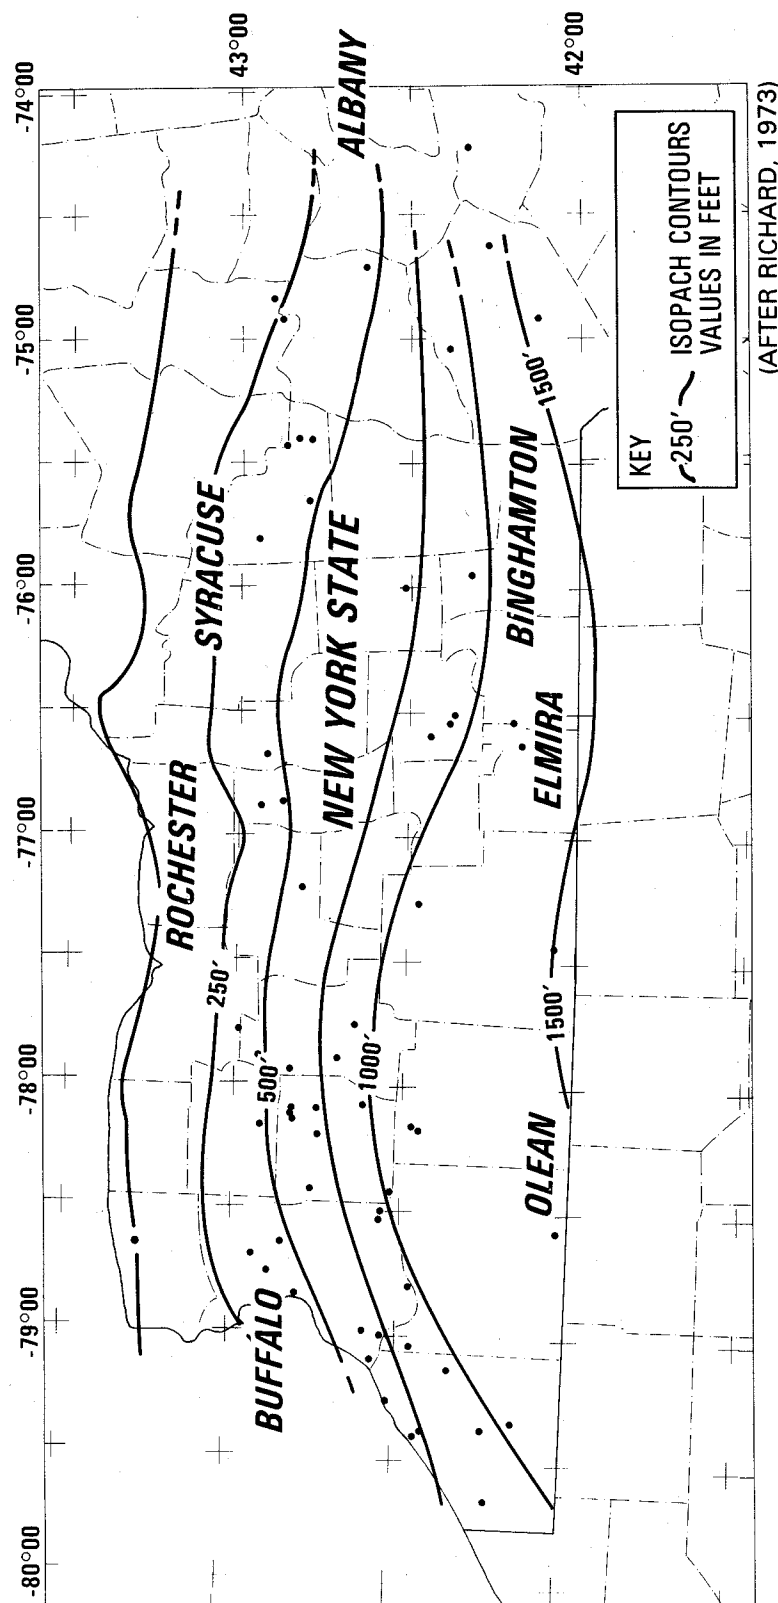 -80°00
-79°00
-78°00
-77°00
-76°00
-75°00
-74°00
43°00
42°00
ROCHESTER
SYRACUSE
ALBANY
BUFFALO
NEW YORK STATE
OLEAN
ELMIRA
BiNGHAMTON
250′
500′
1000′
1500′
1500′
KEY
250′ ISOPACH CONTOURS
VALUES IN FEET
(AFTER RICHARD, 1973)